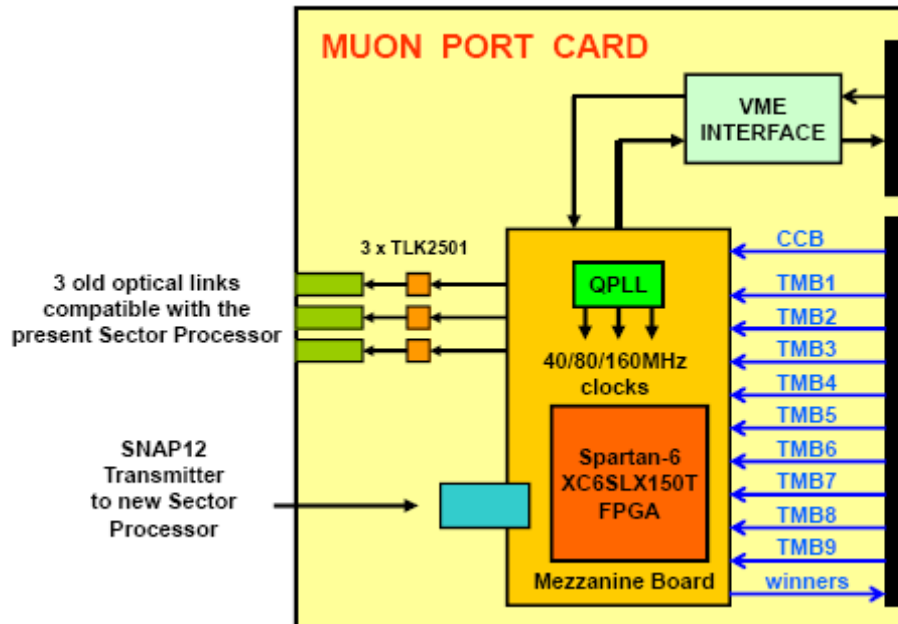 MUON PORT CARD
VME
INTERFACE
3 x TLK2501
3 old optical links
compatible with the
present Sector Processor
QPLL
40/80/160MHz
clocks
SNAP12
Transmitter
to new Sector
Processor
Spartan-6
XC6SLX150T
FPGA
Mezzanine Board
CCB
TMB1
TMB2
TMB3
TMB4
TMB5
TMB6
TMB7
TMB8
TMB9
winners